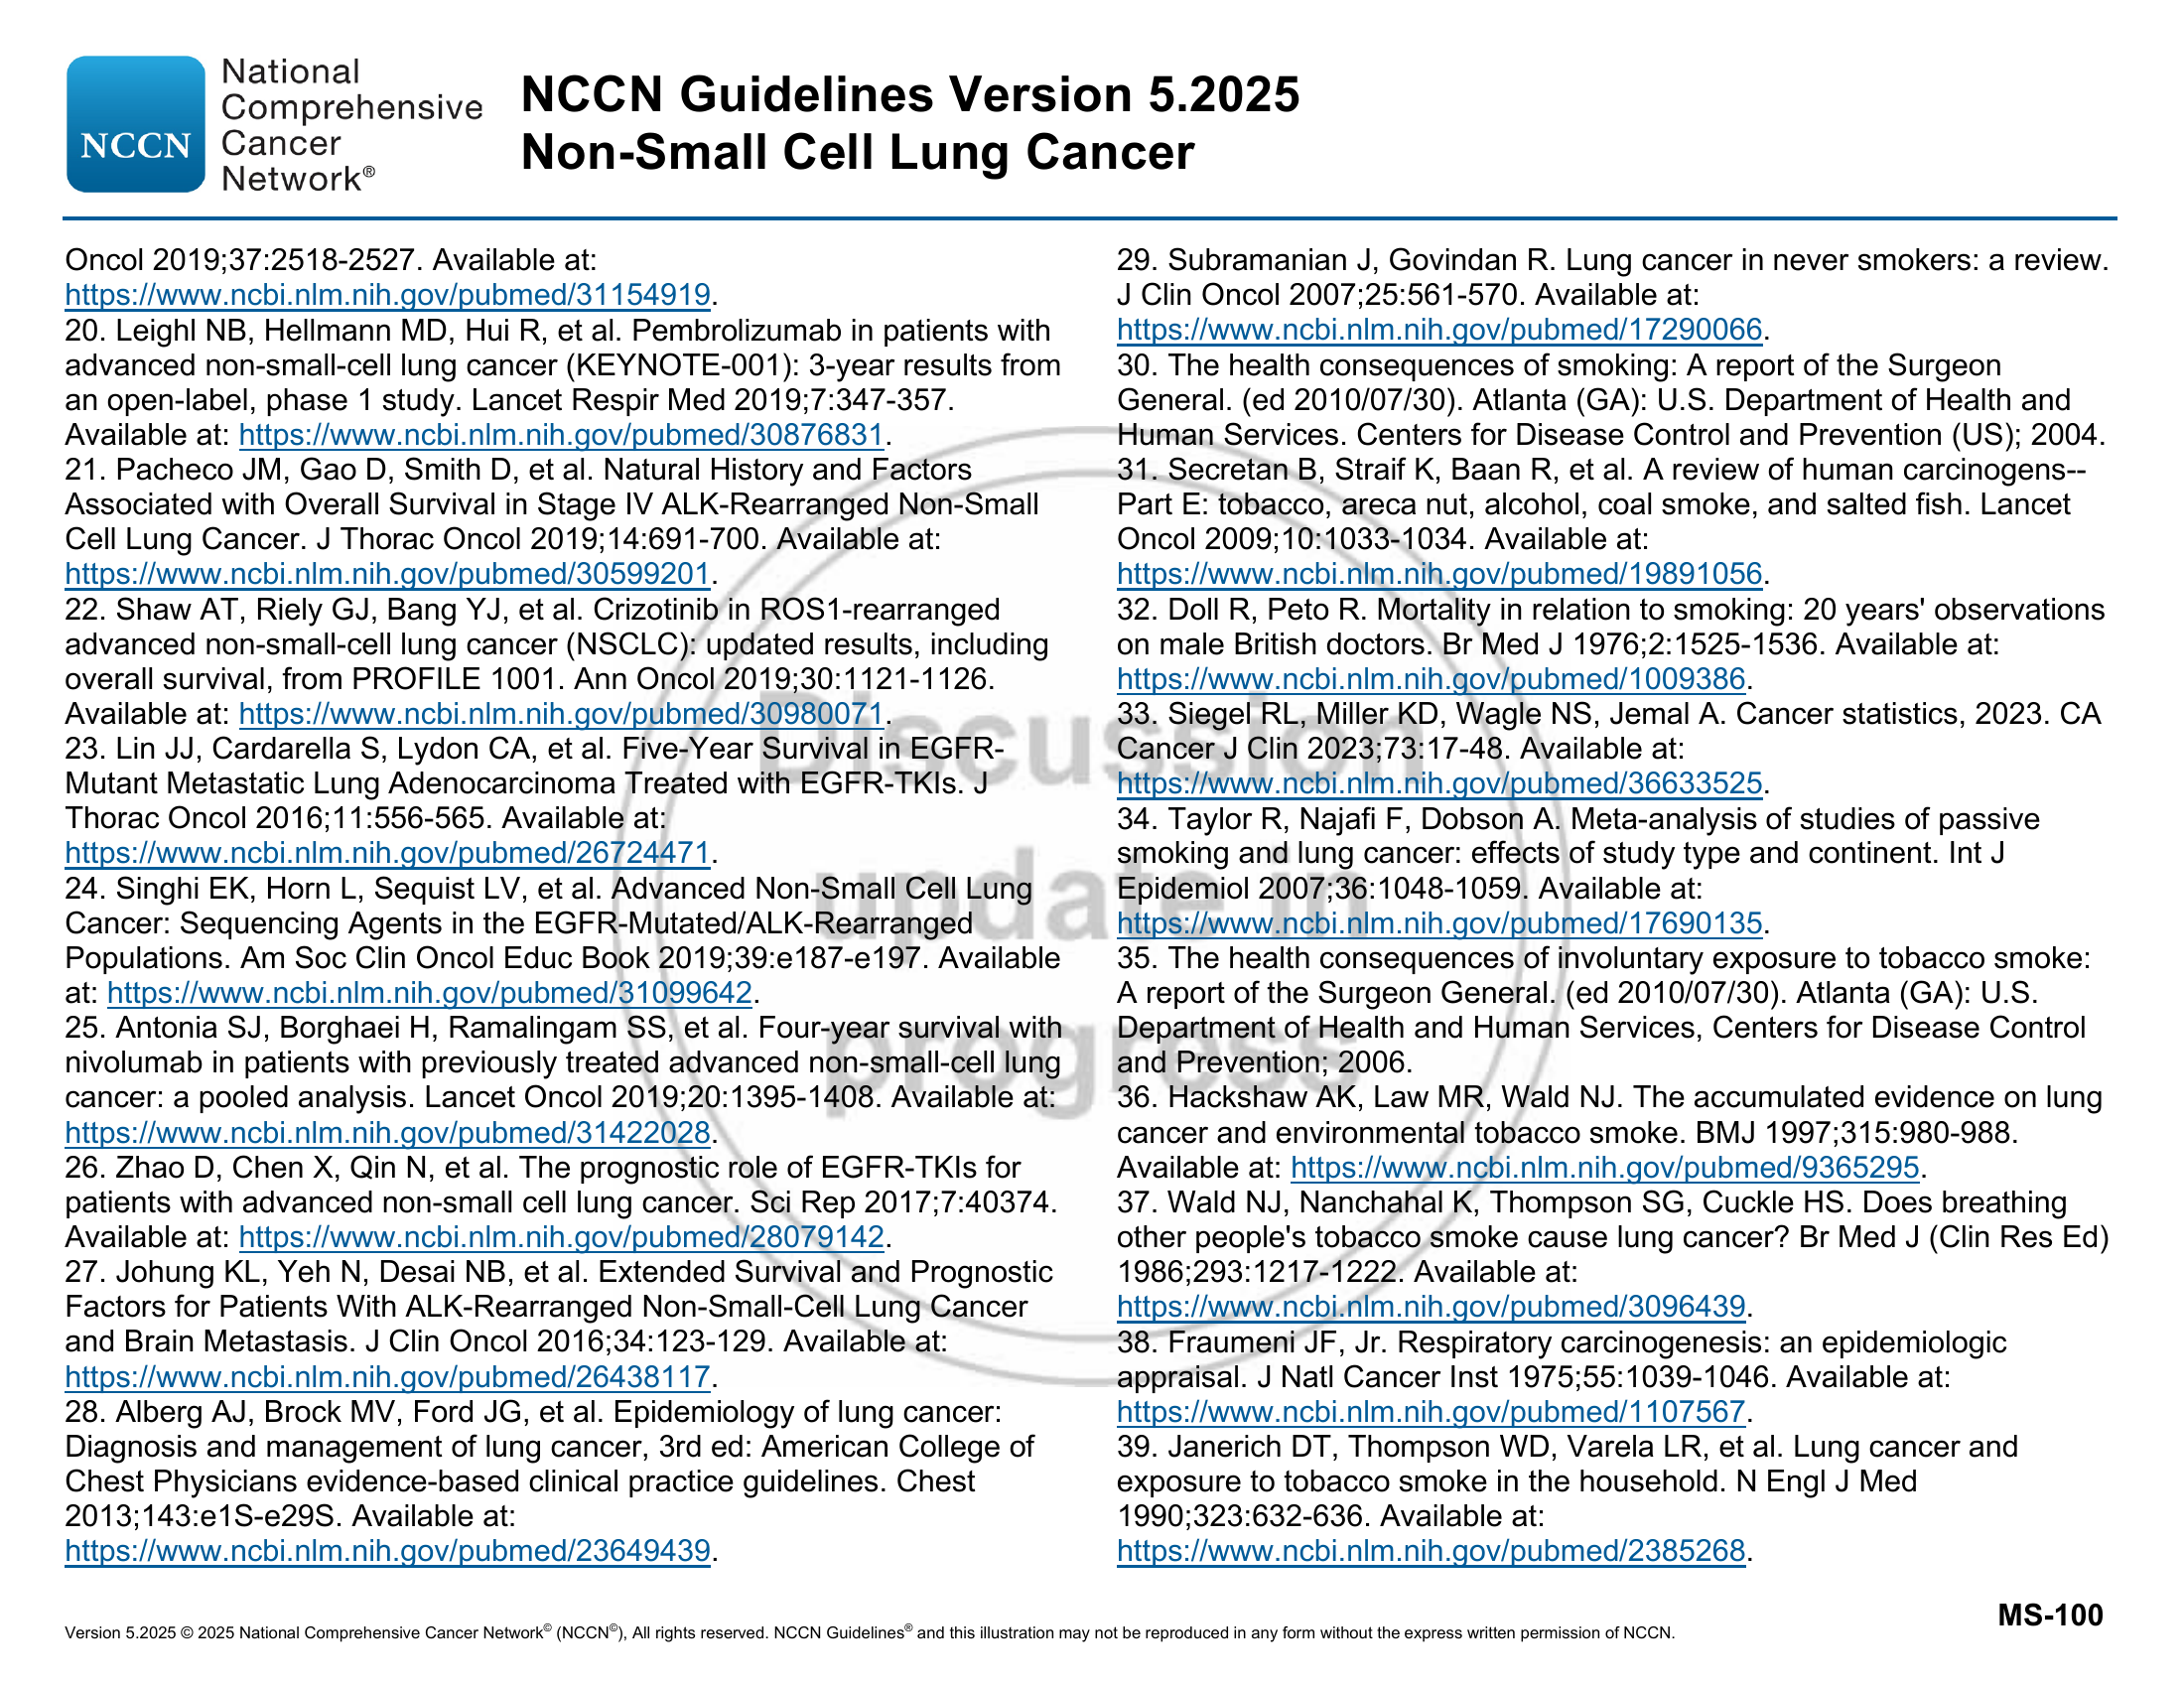 National
Comprehensive
Cancer
Network®
NCCN
NCCN Guidelines Version 5.2025
Non-Small Cell Lung Cancer
Oncol 2019;37:2518-2527. Available at:
https://www.ncbi.nlm.nih.gov/pubmed/31154919.
20. Leighl NB, Hellmann MD, Hui R, et al. Pembrolizumab in patients with
advanced non-small-cell lung cancer (KEYNOTE-001): 3-year results from
an open-label, phase 1 study. Lancet Respir Med 2019;7:347-357.
Available at: https://www.ncbi.nlm.nih.gov/pubmed/30876831.
21. Pacheco JM, Gao D, Smith D, et al. Natural History and Factors
Associated with Overall Survival in Stage IV ALK-Rearranged Non-Small
Cell Lung Cancer. J Thorac Oncol 2019;14:691-700. Available at:
https://www.ncbi.nlm.nih.gov/pubmed/30599201.
22. Shaw AT, Riely GJ, Bang YJ, et al. Crizotinib in ROS1-rearranged
advanced non-small-cell lung cancer (NSCLC): updated results, including
overall survival, from PROFILE 1001. Ann Oncol 2019;30:1121-1126.
Available at: https://www.ncbi.nlm.nih.gov/pubmed/30980071.
23. Lin JJ, Cardarella S, Lydon CA, et al. Five-Year Survival in EGFR-
Mutant Metastatic Lung Adenocarcinoma Treated with EGFR-TKIs. J
Thorac Oncol 2016;11:556-565. Available at:
https://www.ncbi.nlm.nih.gov/pubmed/26724471.
24. Singhi EK, Horn L, Sequist LV, et al. Advanced Non-Small Cell Lung
Cancer: Sequencing Agents in the EGFR-Mutated/ALK-Rearranged
Populations. Am Soc Clin Oncol Educ Book 2019;39:e187-e197. Available
at: https://www.ncbi.nlm.nih.gov/pubmed/31099642.
25. Antonia SJ, Borghaei H, Ramalingam SS, et al. Four-year survival with
nivolumab in patients with previously treated advanced non-small-cell lung
cancer: a pooled analysis. Lancet Oncol 2019;20:1395-1408. Available at:
https://www.ncbi.nlm.nih.gov/pubmed/31422028.
26. Zhao D, Chen X, Qin N, et al. The prognostic role of EGFR-TKIs for
patients with advanced non-small cell lung cancer. Sci Rep 2017;7:40374.
Available at: https://www.ncbi.nlm.nih.gov/pubmed/28079142.
27. Johung KL, Yeh N, Desai NB, et al. Extended Survival and Prognostic
Factors for Patients With ALK-Rearranged Non-Small-Cell Lung Cancer
and Brain Metastasis. J Clin Oncol 2016;34:123-129. Available at:
https://www.ncbi.nlm.nih.gov/pubmed/26438117.
28. Alberg AJ, Brock MV, Ford JG, et al. Epidemiology of lung cancer:
Diagnosis and management of lung cancer, 3rd ed: American College of
Chest Physicians evidence-based clinical practice guidelines. Chest
2013;143:e1S-e29S. Available at:
https://www.ncbi.nlm.nih.gov/pubmed/23649439.
29. Subramanian J, Govindan R. Lung cancer in never smokers: a review.
J Clin Oncol 2007;25:561-570. Available at:
https://www.ncbi.nlm.nih.gov/pubmed/17290066.
30. The health consequences of smoking: A report of the Surgeon
General. (ed 2010/07/30). Atlanta (GA): U.S. Department of Health and
Human Services. Centers for Disease Control and Prevention (US); 2004.
31. Secretan B, Straif K, Baan R, et al. A review of human carcinogens--
Part E: tobacco, areca nut, alcohol, coal smoke, and salted fish. Lancet
Oncol 2009;10:1033-1034. Available at:
https://www.ncbi.nlm.nih.gov/pubmed/19891056.
32. Doll R, Peto R. Mortality in relation to smoking: 20 years' observations
on male British doctors. Br Med J 1976;2:1525-1536. Available at:
https://www.ncbi.nlm.nih.gov/pubmed/1009386.
33. Siegel RL, Miller KD, Wagle NS, Jemal A. Cancer statistics, 2023. CA
Cancer J Clin 2023;73:17-48. Available at:
https://www.ncbi.nlm.nih.gov/pubmed/36633525.
34. Taylor R, Najafi F, Dobson A. Meta-analysis of studies of passive
smoking and lung cancer: effects of study type and continent. Int J
Epidemiol 2007;36:1048-1059. Available at:
https://www.ncbi.nlm.nih.gov/pubmed/17690135.
35. The health consequences of involuntary exposure to tobacco smoke:
A report of the Surgeon General. (ed 2010/07/30). Atlanta (GA): U.S.
Department of Health and Human Services, Centers for Disease Control
and Prevention; 2006.
36. Hackshaw AK, Law MR, Wald NJ. The accumulated evidence on lung
cancer and environmental tobacco smoke. BMJ 1997;315:980-988.
Available at: https://www.ncbi.nlm.nih.gov/pubmed/9365295.
37. Wald NJ, Nanchahal K, Thompson SG, Cuckle HS. Does breathing
other people's tobacco smoke cause lung cancer? Br Med J (Clin Res Ed)
1986;293:1217-1222. Available at:
https://www.ncbi.nlm.nih.gov/pubmed/3096439.
38. Fraumeni JF, Jr. Respiratory carcinogenesis: an epidemiologic
appraisal. J Natl Cancer Inst 1975;55:1039-1046. Available at:
https://www.ncbi.nlm.nih.gov/pubmed/1107567.
39. Janerich DT, Thompson WD, Varela LR, et al. Lung cancer and
exposure to tobacco smoke in the household. N Engl J Med
1990;323:632-636. Available at:
https://www.ncbi.nlm.nih.gov/pubmed/2385268.
Discussion
update in
progress
MS-100
Version 5.2025 © 2025 National Comprehensive Cancer Network© (NCCN©), All rights reserved. NCCN Guidelines® and this illustration may not be reproduced in any form without the express written permission of NCCN.